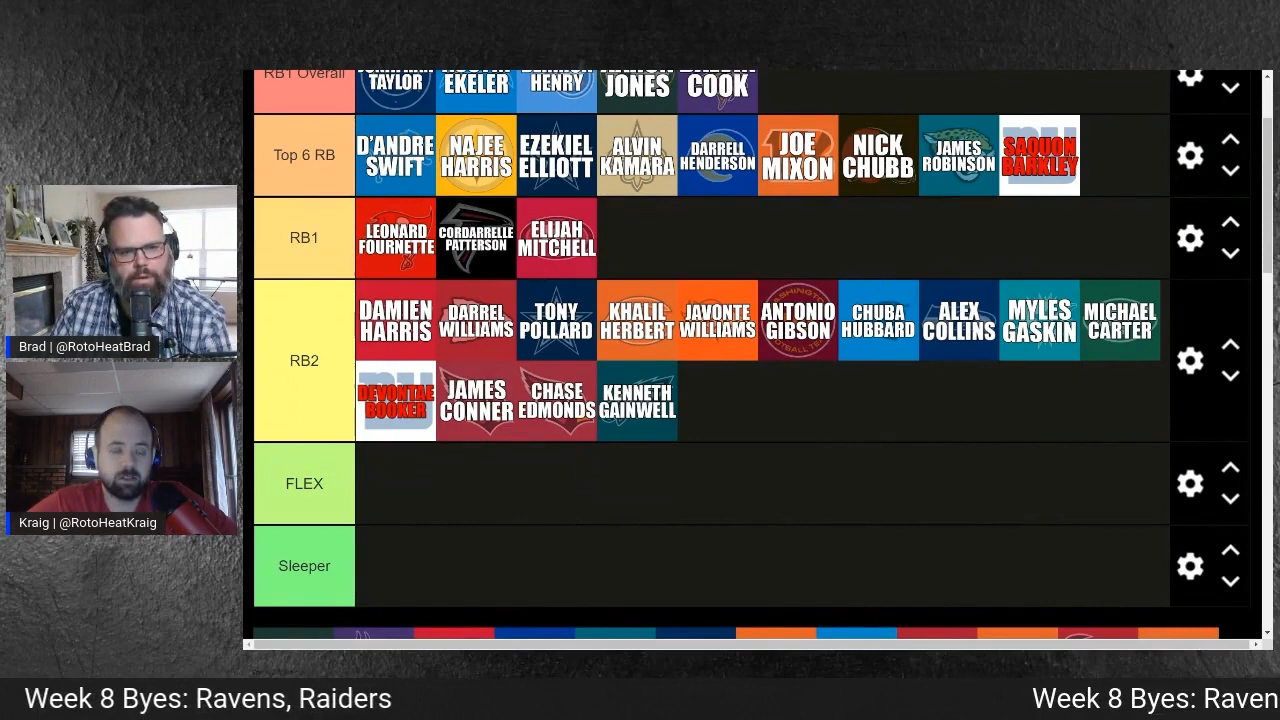 RB1 Overall
TAYLOR
EKELER
HENRY
JONES
COOK
Top 6 RB
D'ANDRE
SWIFT
NAJEE
HARRIS
EZEKIEL
ELLIOTT
ALVIN
KAMARA
DARRELL
HENDERSON
JOE
MIXON
NICK
CHUBB
JAMES
ROBINSON
SAQUON
BARKLEY
RB1
LEONARD
FOURNETTE
CORDARRELLE
PATTERSON
ELIJAH
MITCHELL
RB2
DAMIEN
HARRIS
DARREL
WILLIAMS
TONY
POLLARD
KHALIL
HERBERT
JAVONTE
WILLIAMS
ANTONIO
GIBSON
CHUBA
HUBBARD
ALEX
COLLINS
MYLES
GASKIN
MICHAEL
CARTER
DEVONTAE
BOOKER
JAMES
CONNER
CHASE
EDMONDS
KENNETH
GAINWELL
FLEX
Sleeper
Brad | @RotoHeatBrad
Kraig | @RotoHeatKraig
Week 8 Byes: Ravens, Raiders
Week 8 Byes: Raven